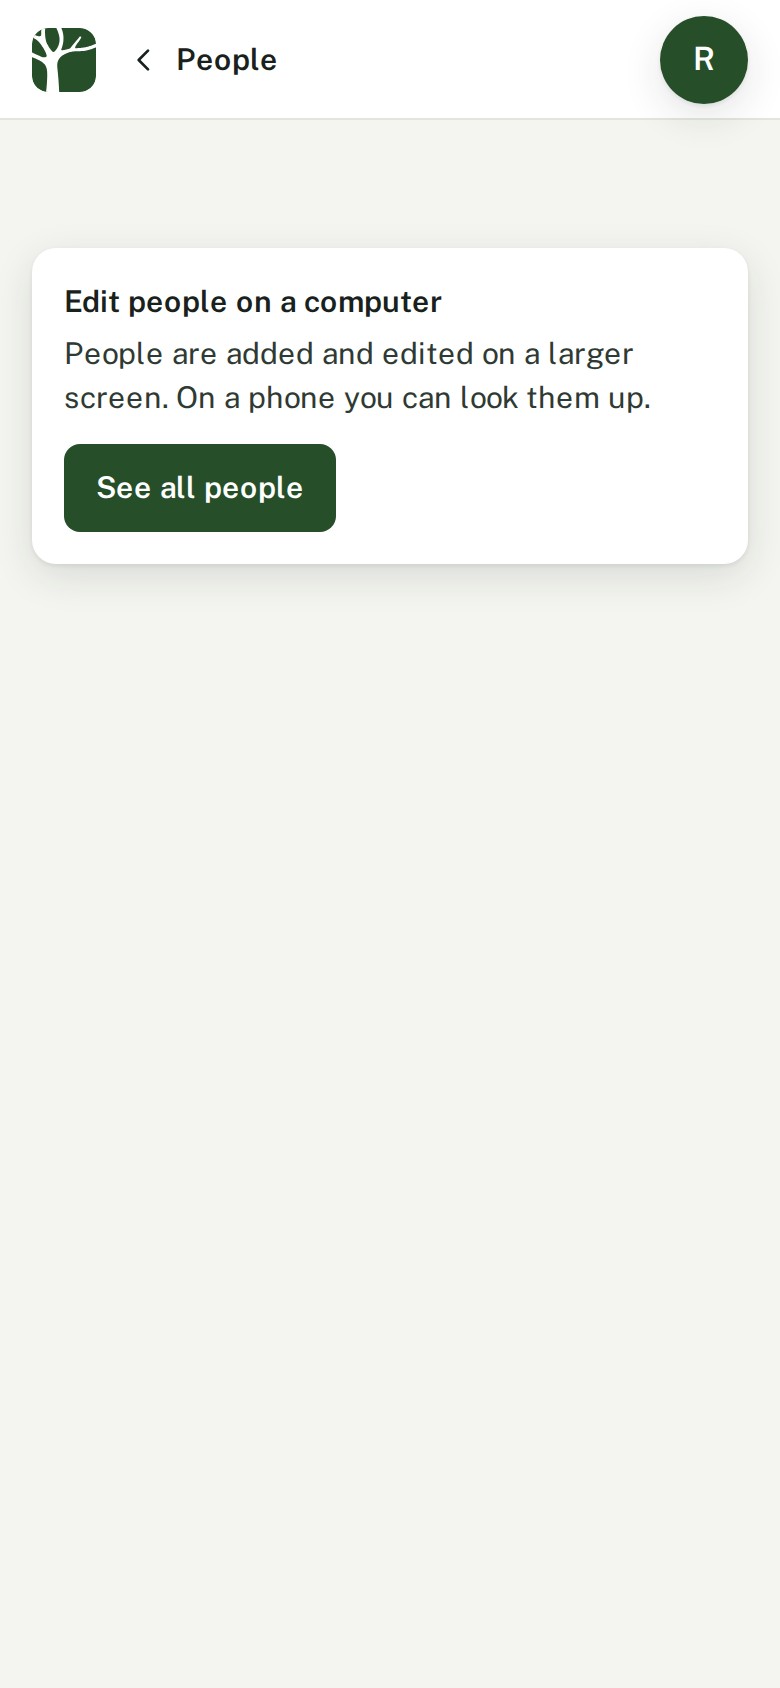 People
R
Edit people on a computer
People are added and edited on a larger
screen. On a phone you can look them up.
See all people